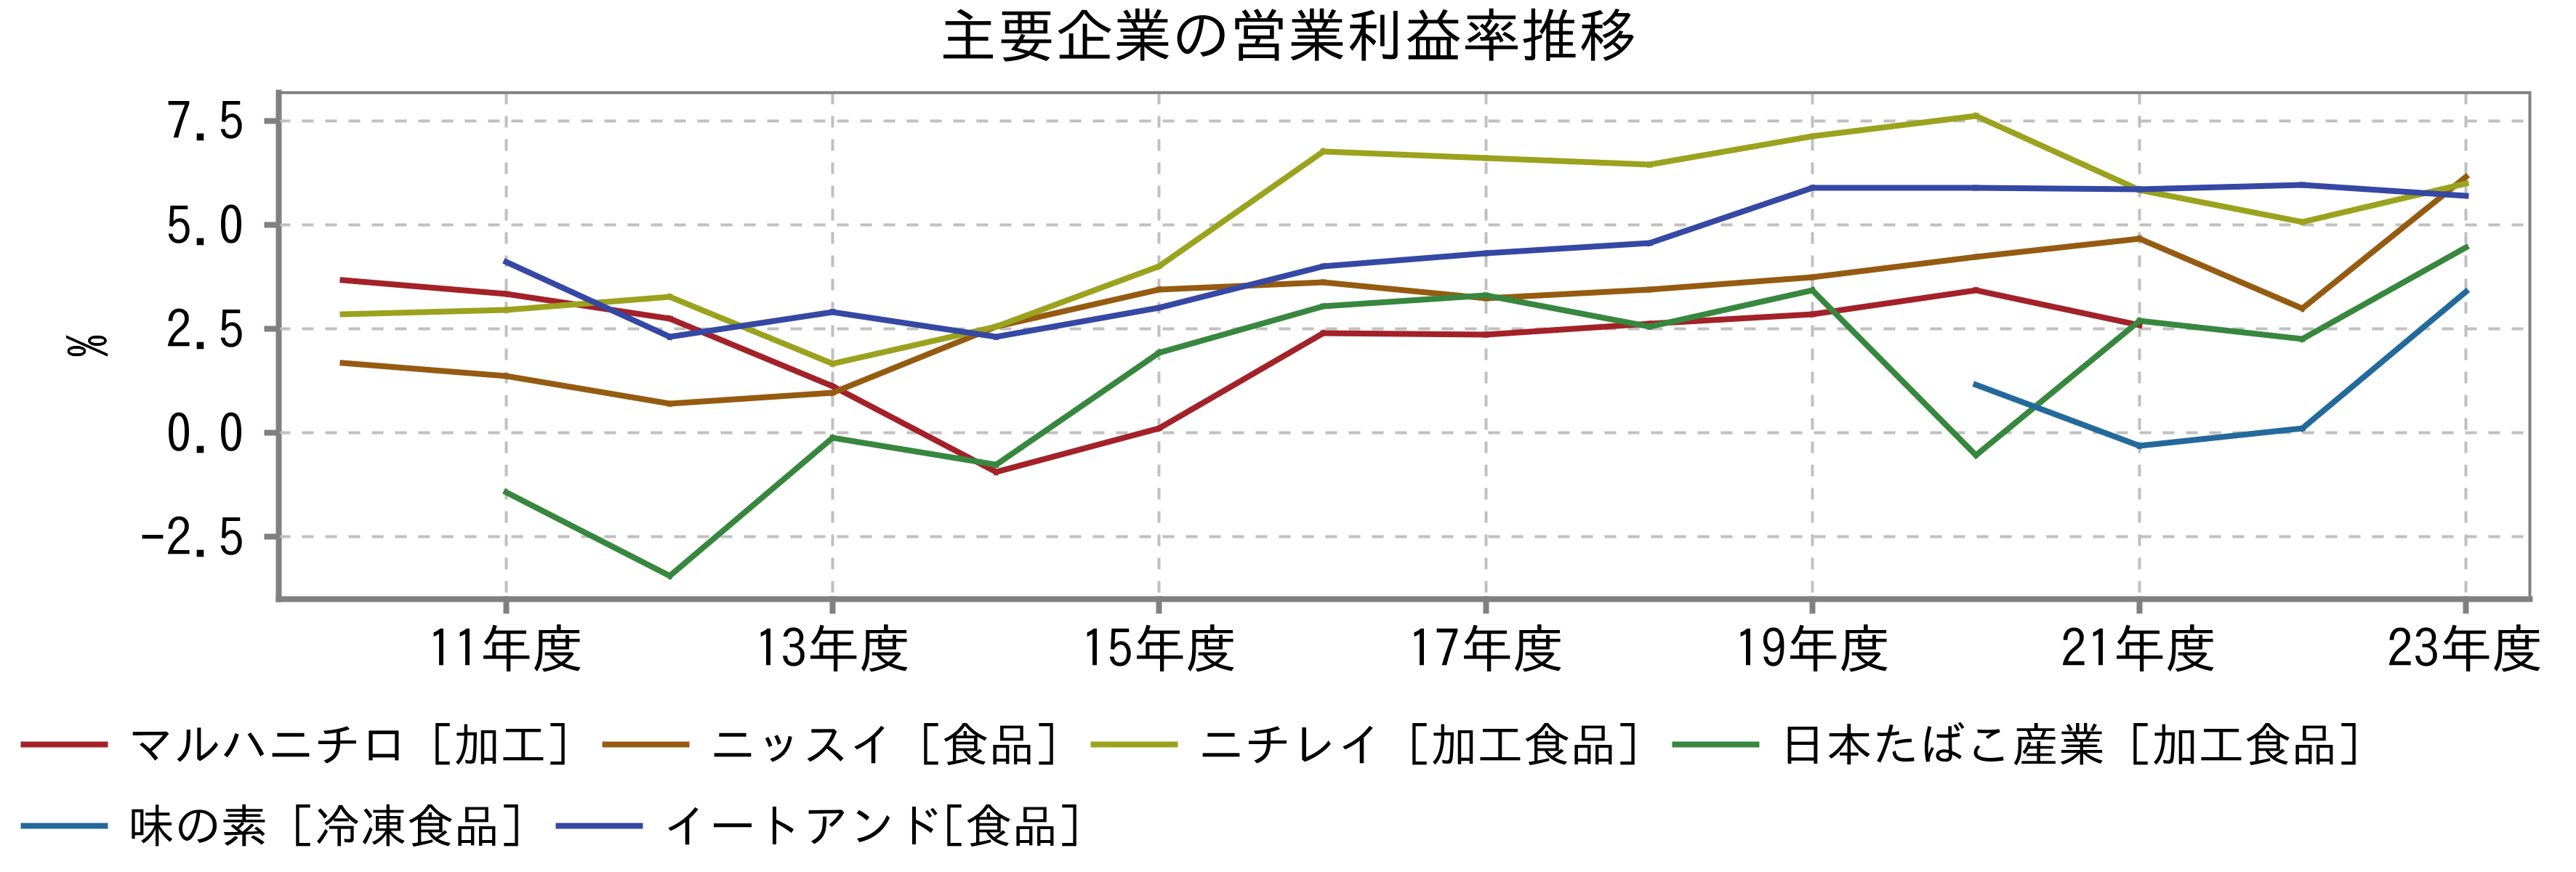 主要企業の営業利益率推移
7.5
5.0
2.5
0.0
-2.5
%
11年度 13年度 15年度 17年度 19年度 21年度 23年度
マルハニチロ［加工］ ニッスイ［食品］ ニチレイ［加工食品］ 日本たばこ産業［加工食品］
味の素［冷凍食品］ イートアンド[食品］